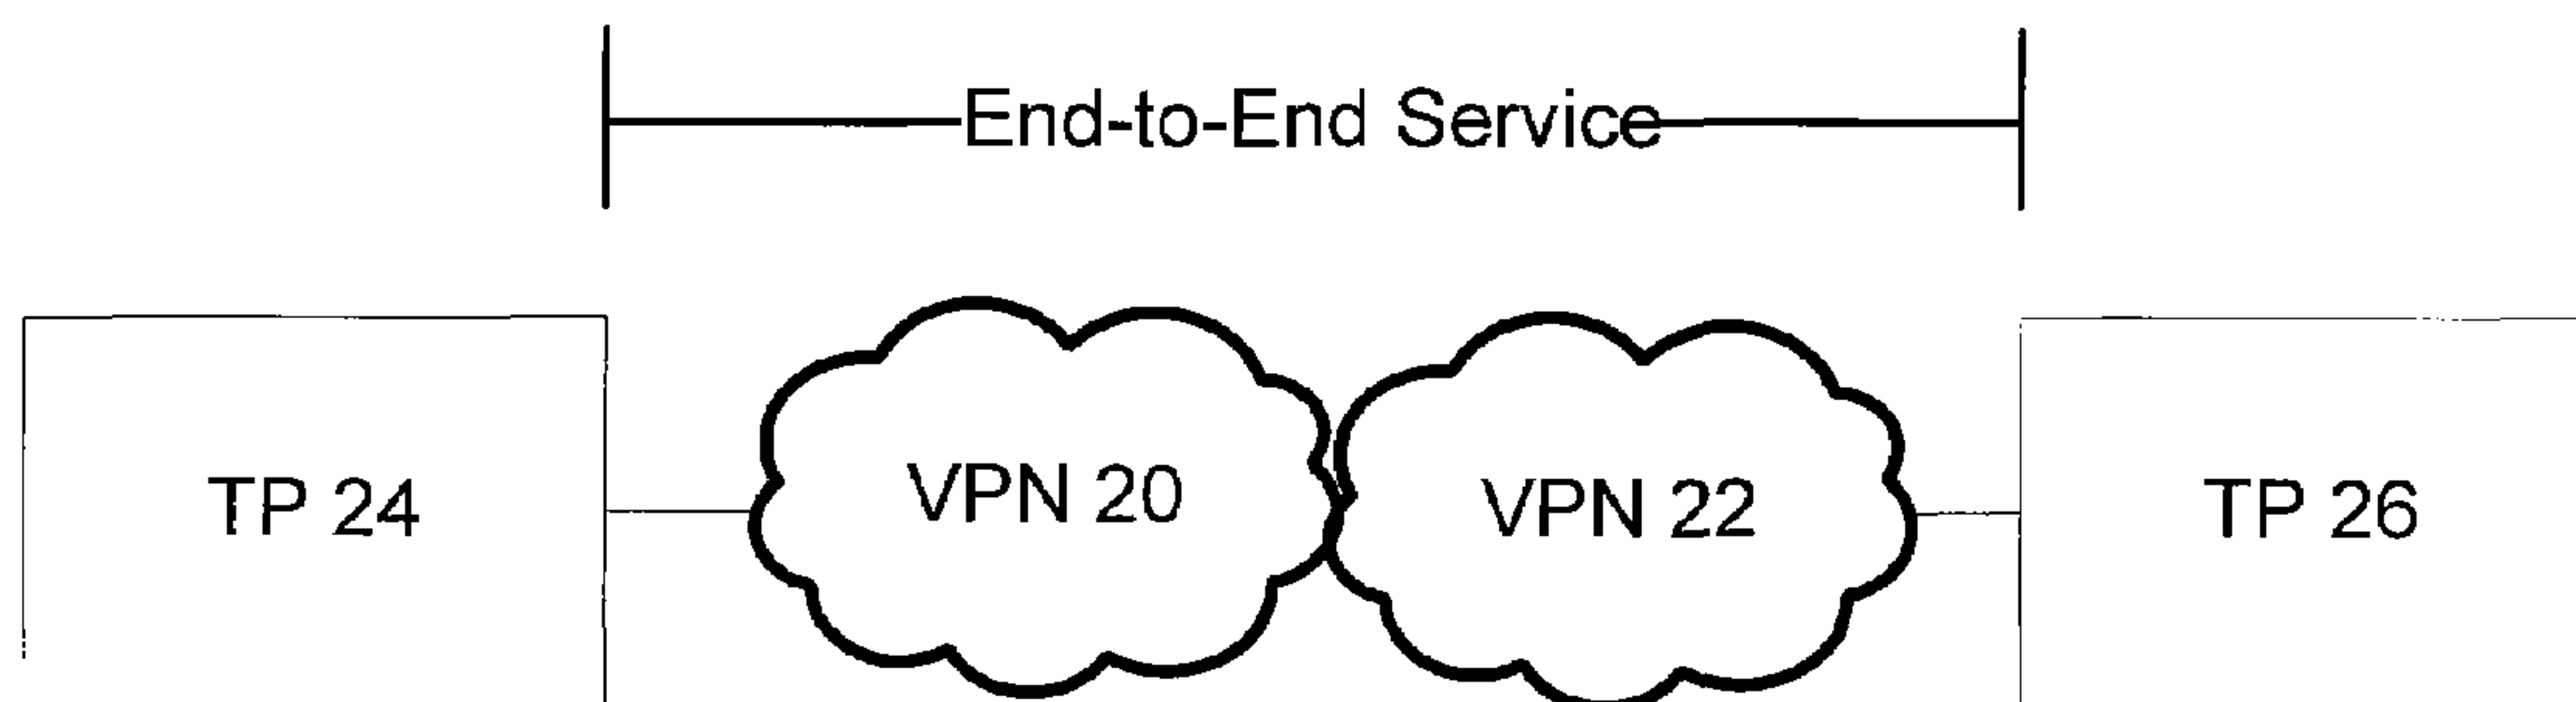 End-to-End Service
TP 24
VPN 20
VPN 22
TP 26